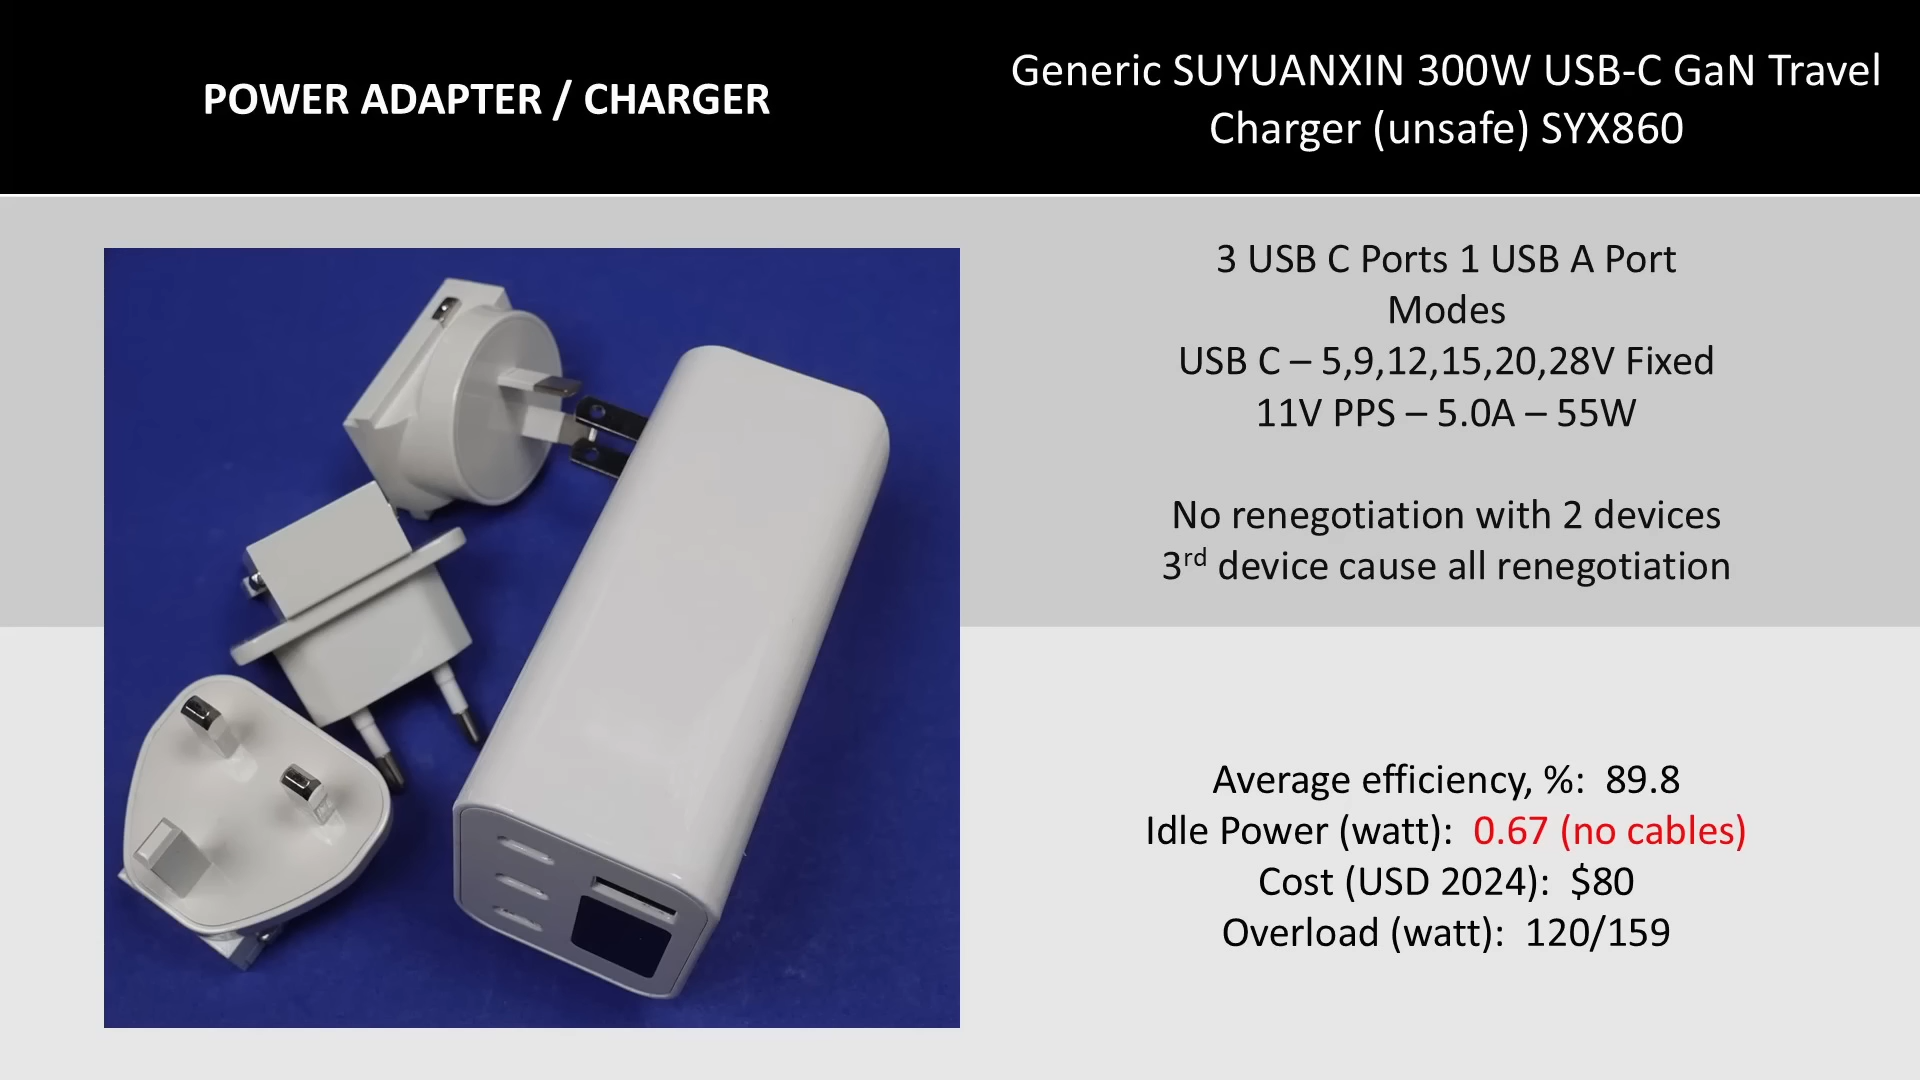 POWER ADAPTER / CHARGER
Generic SUYUANXIN 300W USB-C GaN Travel
Charger (unsafe) SYX860
3 USB C Ports 1 USB A Port
Modes
USB C – 5,9,12,15,20,28V Fixed
11V PPS – 5.0A – 55W
No renegotiation with 2 devices
3rd device cause all renegotiation
Average efficiency, %: 89.8
Idle Power (watt): 0.67 (no cables)
Cost (USD 2024): $80
Overload (watt): 120/159